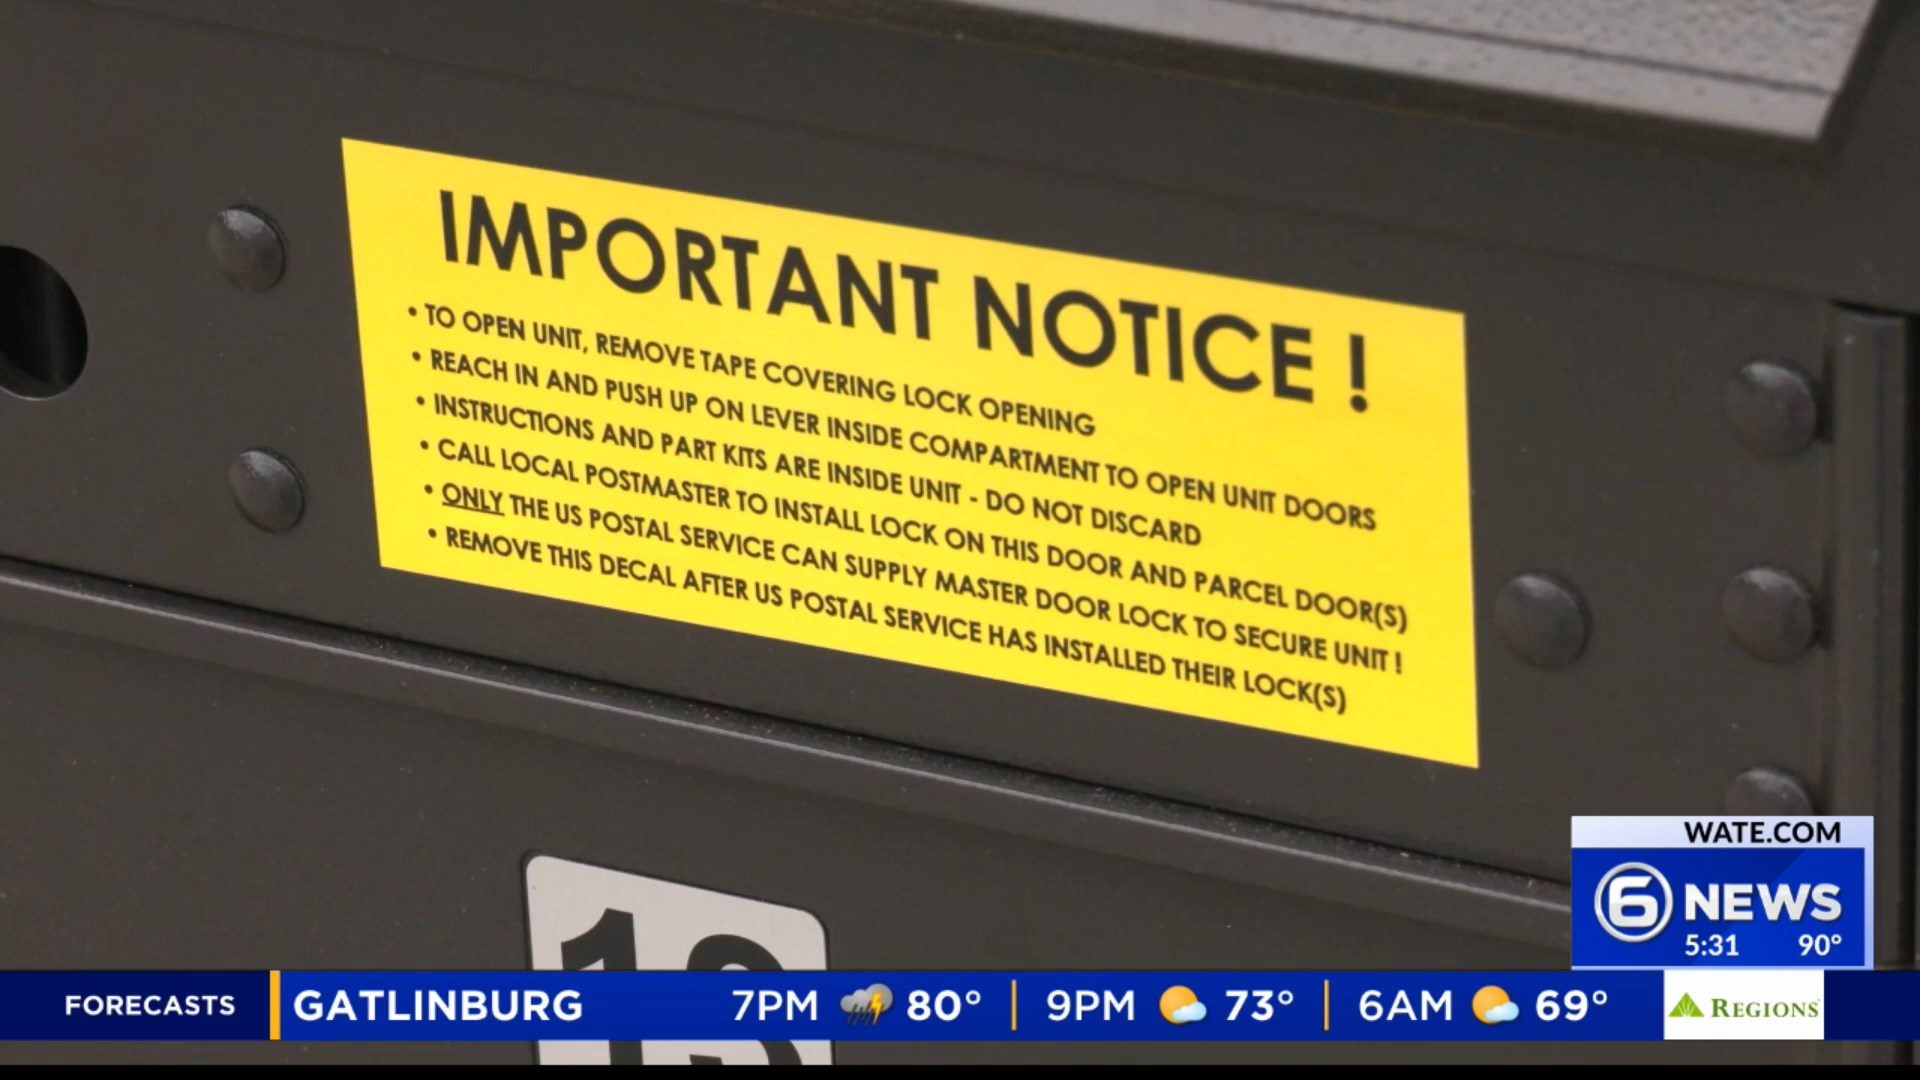 IMPORTANT NOTICE !
• TO OPEN UNIT, REMOVE TAPE COVERING LOCK OPENING
• REACH IN AND PUSH UP ON LEVER INSIDE COMPARTMENT TO OPEN UNIT DOORS
• INSTRUCTIONS AND PART KITS ARE INSIDE UNIT - DO NOT DISCARD
• CALL LOCAL POSTMASTER TO INSTALL LOCK ON THIS DOOR AND PARCEL DOOR(S)
• ONLY THE US POSTAL SERVICE CAN SUPPLY MASTER DOOR LOCK TO SECURE UNIT !
• REMOVE THIS DECAL AFTER US POSTAL SERVICE HAS INSTALLED THEIR LOCK(S)
WATE.COM
6 NEWS
5:31 90°
FORECASTS GATLINBURG 7PM 80° 9PM 73° 6AM 69° REGIONS